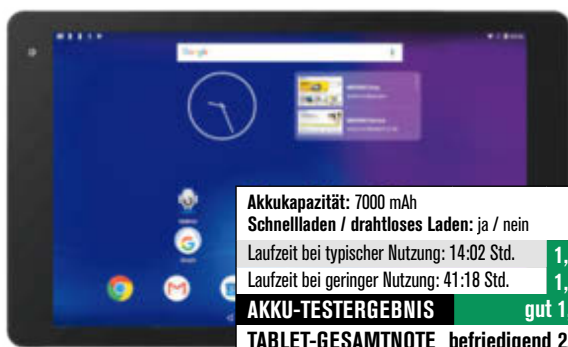 Google
Akkukapazität: 7000 mAh
Schnellladen / drahtloses Laden: ja / nein
Laufzeit bei typischer Nutzung: 14:02 Std. 1,
Laufzeit bei geringer Nutzung: 41:18 Std. 1,
AKKU-TESTERGEBNIS gut 1,
TABLET-GESAMTNOTE befriedigend 2